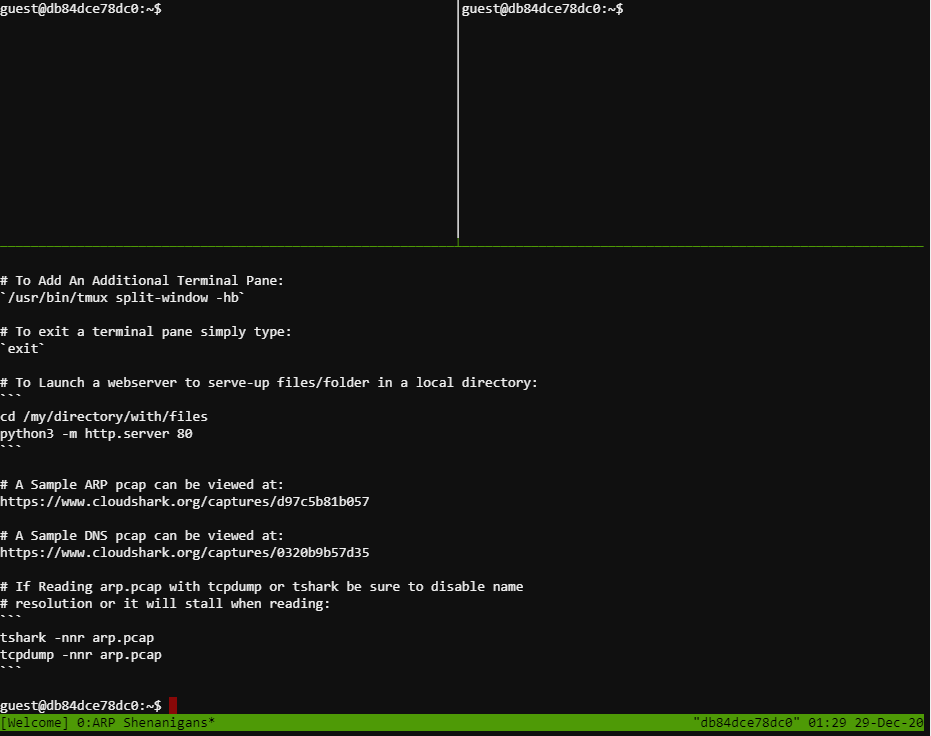 guest@db84dce78dc0:~$
guest@db84dce78dc0:~$
# To Add An Additional Terminal Pane:
`/usr/bin/tmux split-window -hb`
# To exit a terminal pane simply type:
`exit`
# To Launch a webserver to serve-up files/folder in a local directory:
```
cd /my/directory/with/files
python3 -m http.server 80
```
# A Sample ARP pcap can be viewed at:
https://www.cloudshark.org/captures/d97c5b81b057
# A Sample DNS pcap can be viewed at:
https://www.cloudshark.org/captures/0320b9b57d35
# If Reading arp.pcap with tcpdump or tshark be sure to disable name
# resolution or it will stall when reading:
```
tshark -nnr arp.pcap
tcpdump -nnr arp.pcap
```
guest@db84dce78dc0:~$
[Welcome] 0:ARP Shenanigans* "db84dce78dc0" 01:29 29-Dec-20